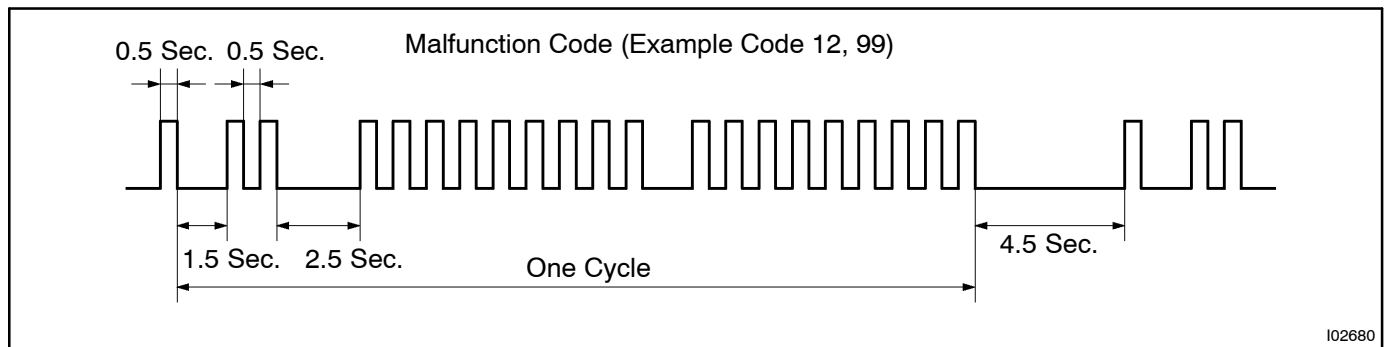 Malfunction Code (Example Code 12, 99)
0.5 Sec. 0.5 Sec.
1.5 Sec. 2.5 Sec.
4.5 Sec.
One Cycle
I02680